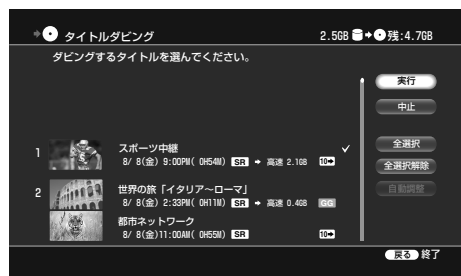 タイトルダビング
2.5GB ➔ 残:4.7GB
ダビングするタイトルを選んでください。
実行
中止
全選択
全選択解除
自動調整
1 スポーツ中継
8/ 8(金) 9:00PM( 0H54M) SR ➔ 高速 2.1GB 10➔
2 世界の旅「イタリア〜ローマ」
8/ 8(金) 2:33PM( 0H11M) SR ➔ 高速 0.4GB GG
都市ネットワーク
8/ 8(金)11:00AM( 0H55M) SR 10➔
戻る 終了